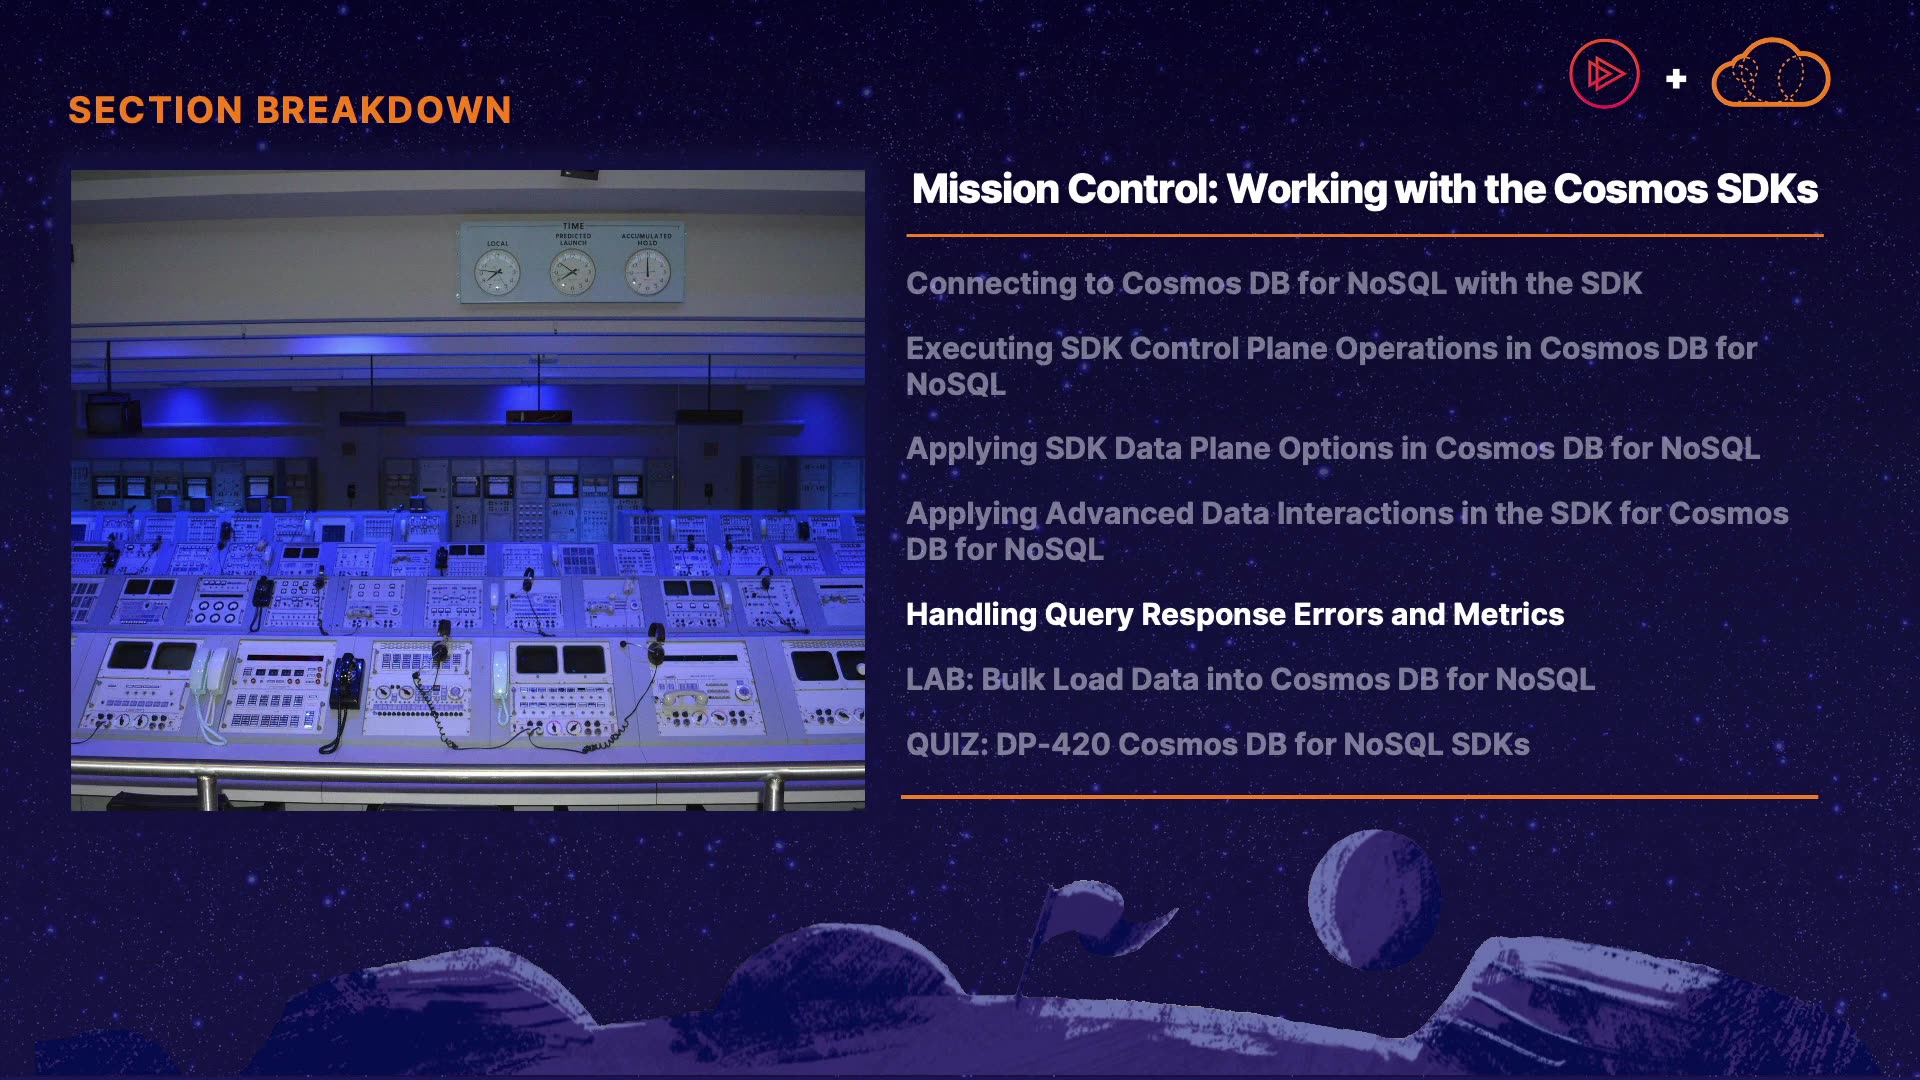 SECTION BREAKDOWN
+
TIME
LOCAL
PREDICTED
LAUNCH
ACCUMULATED
HOLD
Mission Control: Working with the Cosmos SDKs
Connecting to Cosmos DB for NoSQL with the SDK
Executing SDK Control Plane Operations in Cosmos DB for
NoSQL
Applying SDK Data Plane Options in Cosmos DB for NoSQL
Applying Advanced Data Interactions in the SDK for Cosmos
DB for NoSQL
Handling Query Response Errors and Metrics
LAB: Bulk Load Data into Cosmos DB for NoSQL
QUIZ: DP-420 Cosmos DB for NoSQL SDKs